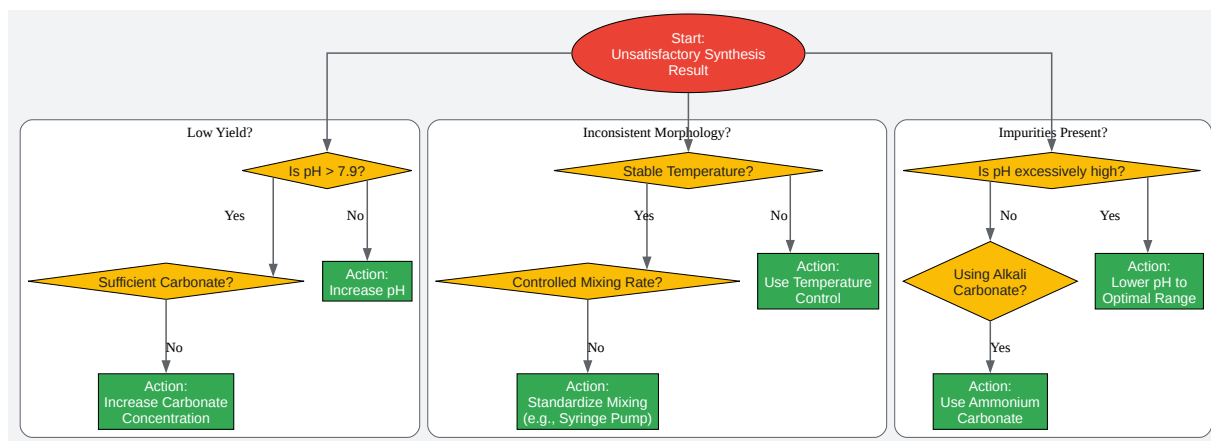 Start:
Unsatisfactory Synthesis
Result
Low Yield?
Is pH > 7.9?
Yes
No
Sufficient Carbonate?
Action:
Increase pH
No
Action:
Increase Carbonate
Concentration
Inconsistent Morphology?
Stable Temperature?
Yes
No
Controlled Mixing Rate?
Action:
Use Temperature
Control
No
Action:
Standardize Mixing
(e.g., Syringe Pump)
Impurities Present?
Is pH excessively high?
No
Yes
Using Alkali
Carbonate?
Action:
Lower pH to
Optimal Range
Yes
Action:
Use Ammonium
Carbonate